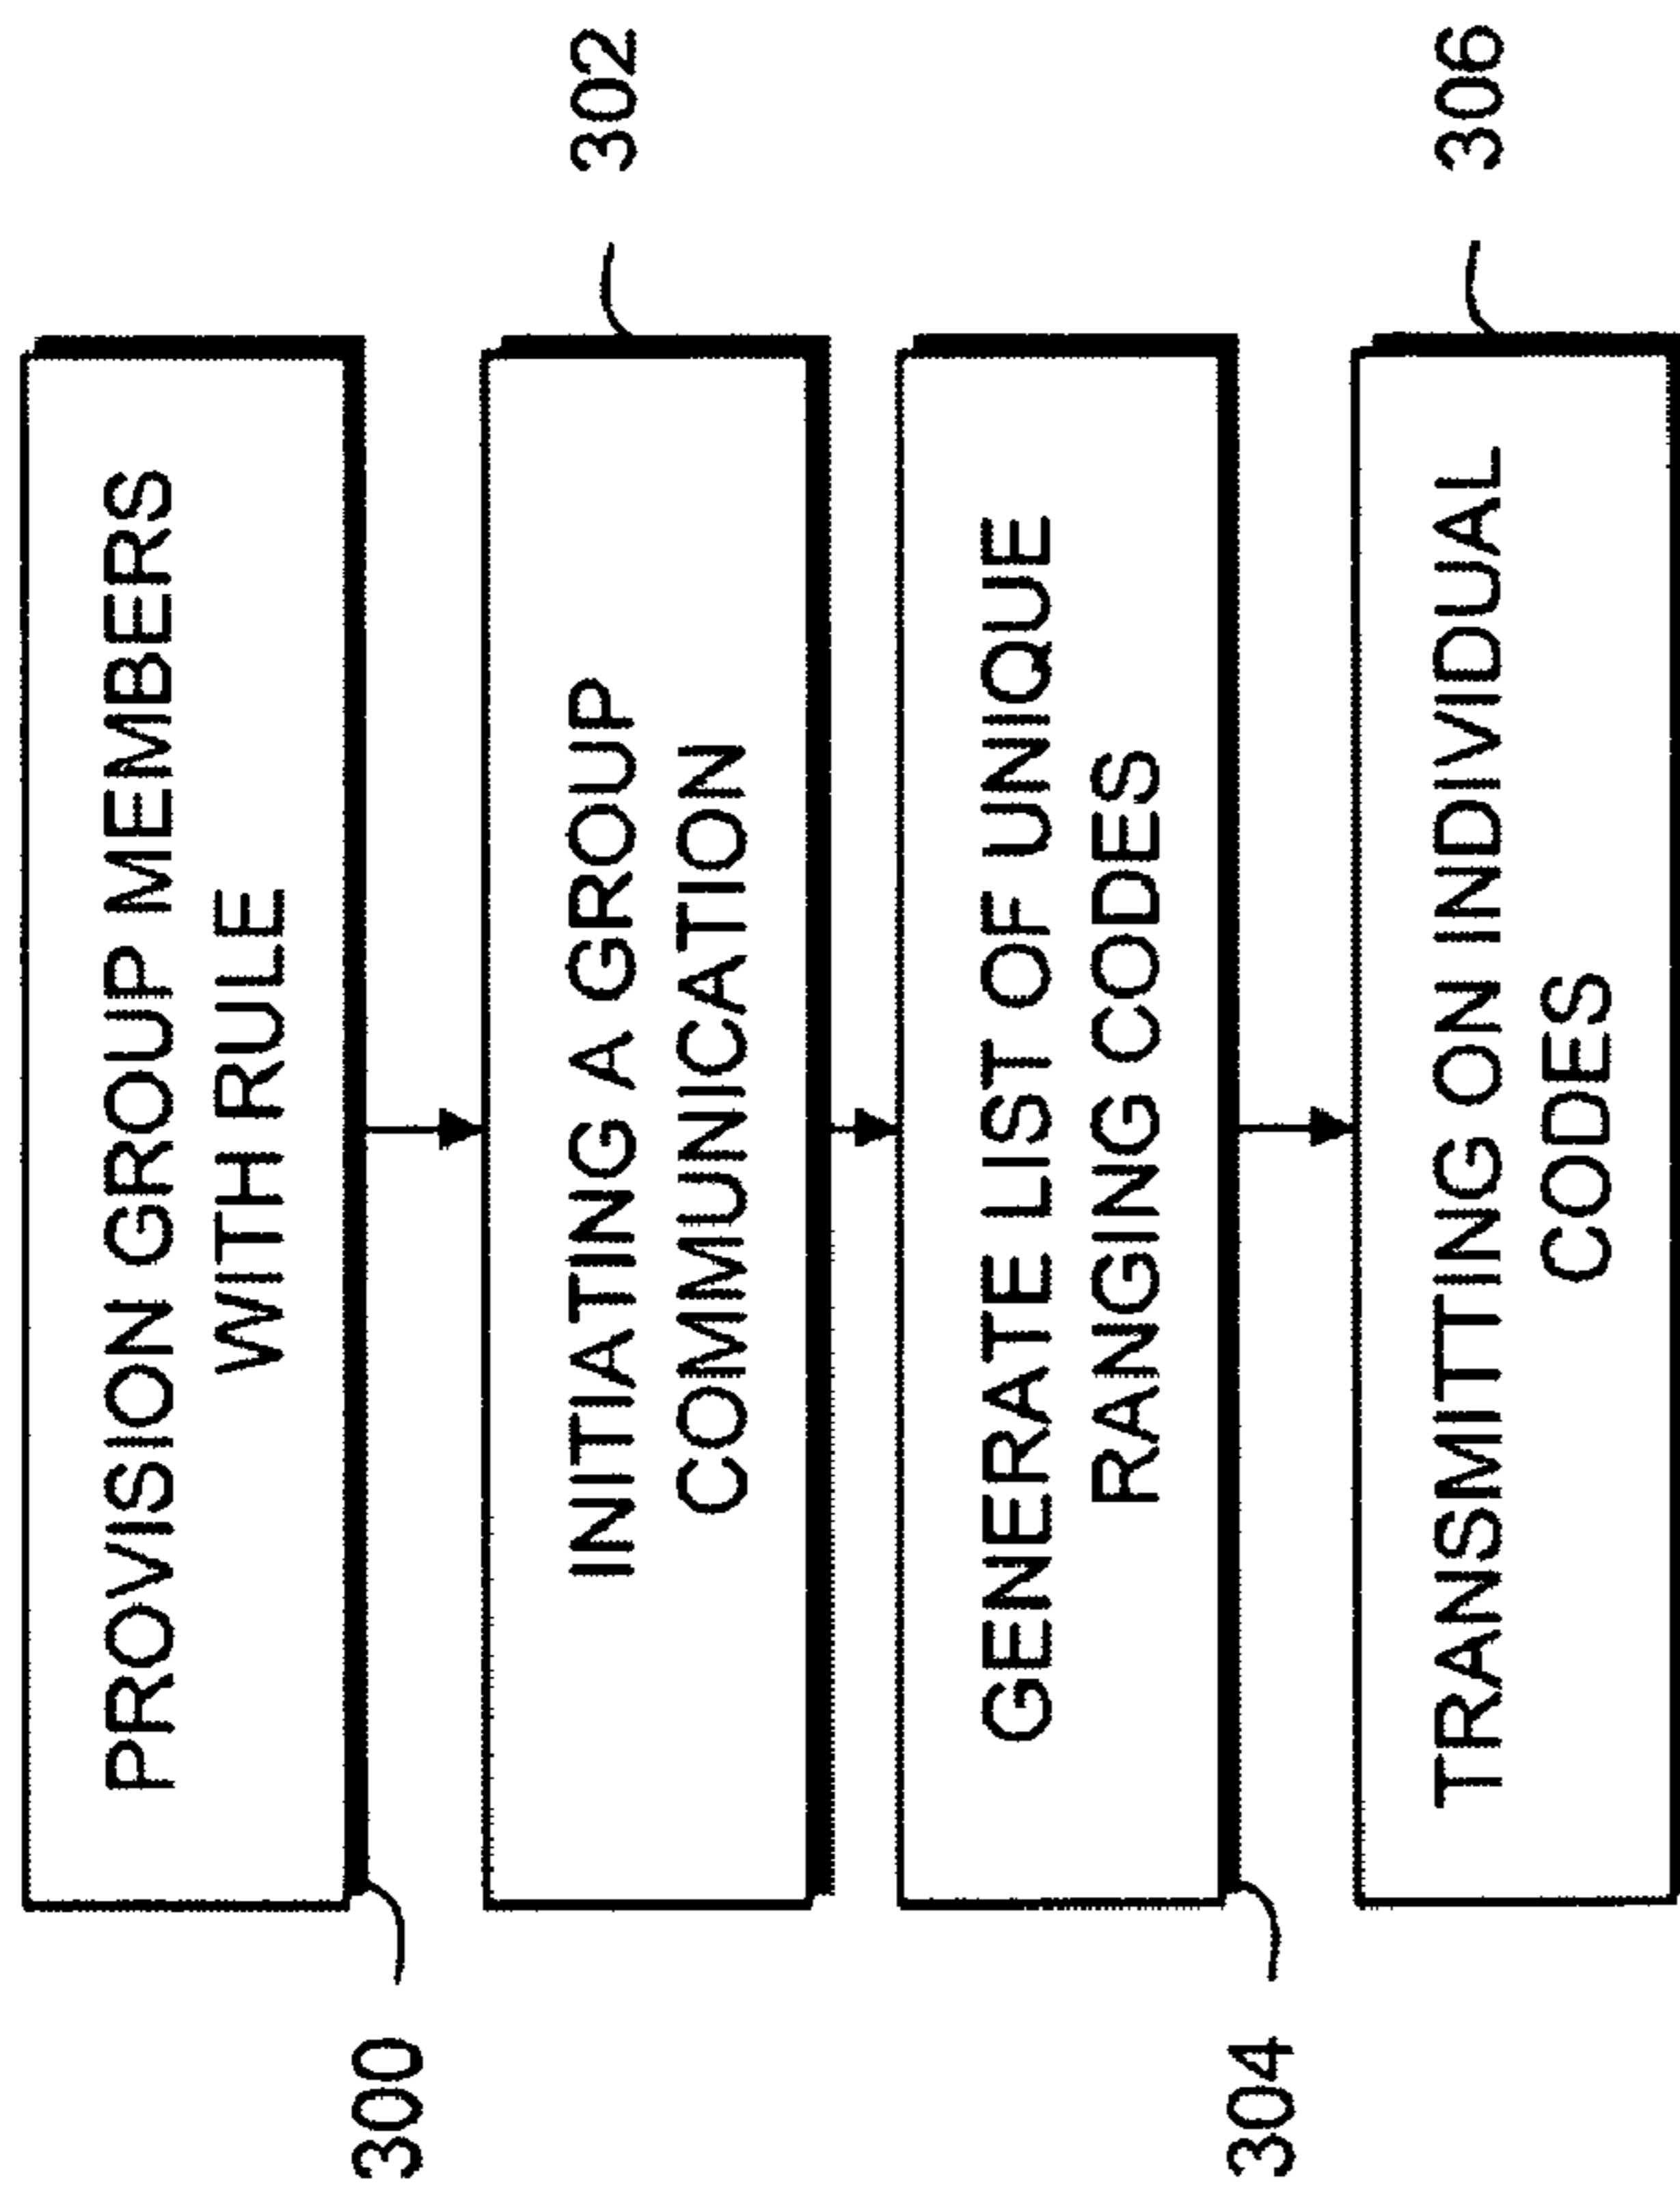 PROVISION GROUP MEMBERS
WITH RULE
300
INITIATING A GROUP
COMMUNICATION
302
GENERATE LIST OF UNIQUE
RANGING CODES
304
TRANSMITTING ON INDIVIDUAL
CODES
306